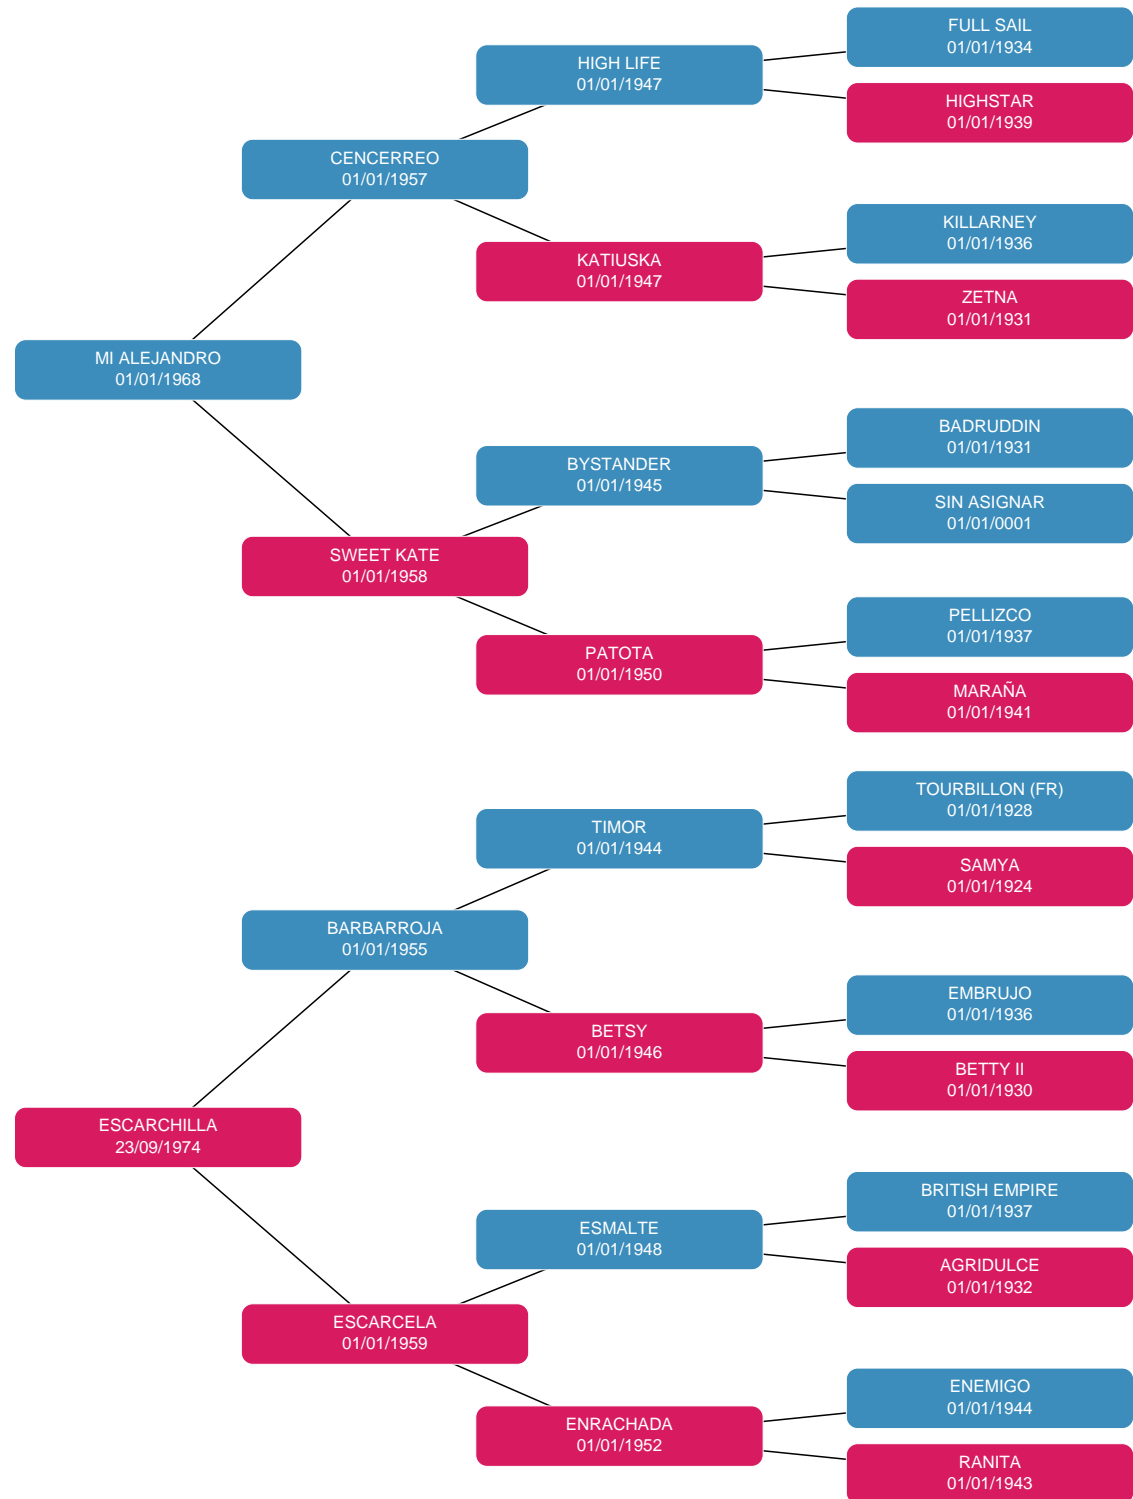 FULL SAIL
01/01/1934
HIGH LIFE
01/01/1947
HIGHSTAR
01/01/1939
CENCERREO
01/01/1957
KILLARNEY
01/01/1936
KATIUSKA
01/01/1947
ZETNA
01/01/1931
MI ALEJANDRO
01/01/1968
BADRUDDIN
01/01/1931
BYSTANDER
01/01/1945
SIN ASIGNAR
01/01/0001
SWEET KATE
01/01/1958
PELLIZCO
01/01/1937
PATOTA
01/01/1950
MARAÑA
01/01/1941
TOURBILLON (FR)
01/01/1928
TIMOR
01/01/1944
SAMYA
01/01/1924
BARBARROJA
01/01/1955
EMBRUJO
01/01/1936
BETSY
01/01/1946
BETTY II
01/01/1930
ESCARCHILLA
23/09/1974
BRITISH EMPIRE
01/01/1937
ESMALTE
01/01/1948
AGRIDULCE
01/01/1932
ESCARCELA
01/01/1959
ENEMIGO
01/01/1944
ENRACHADA
01/01/1952
RANITA
01/01/1943